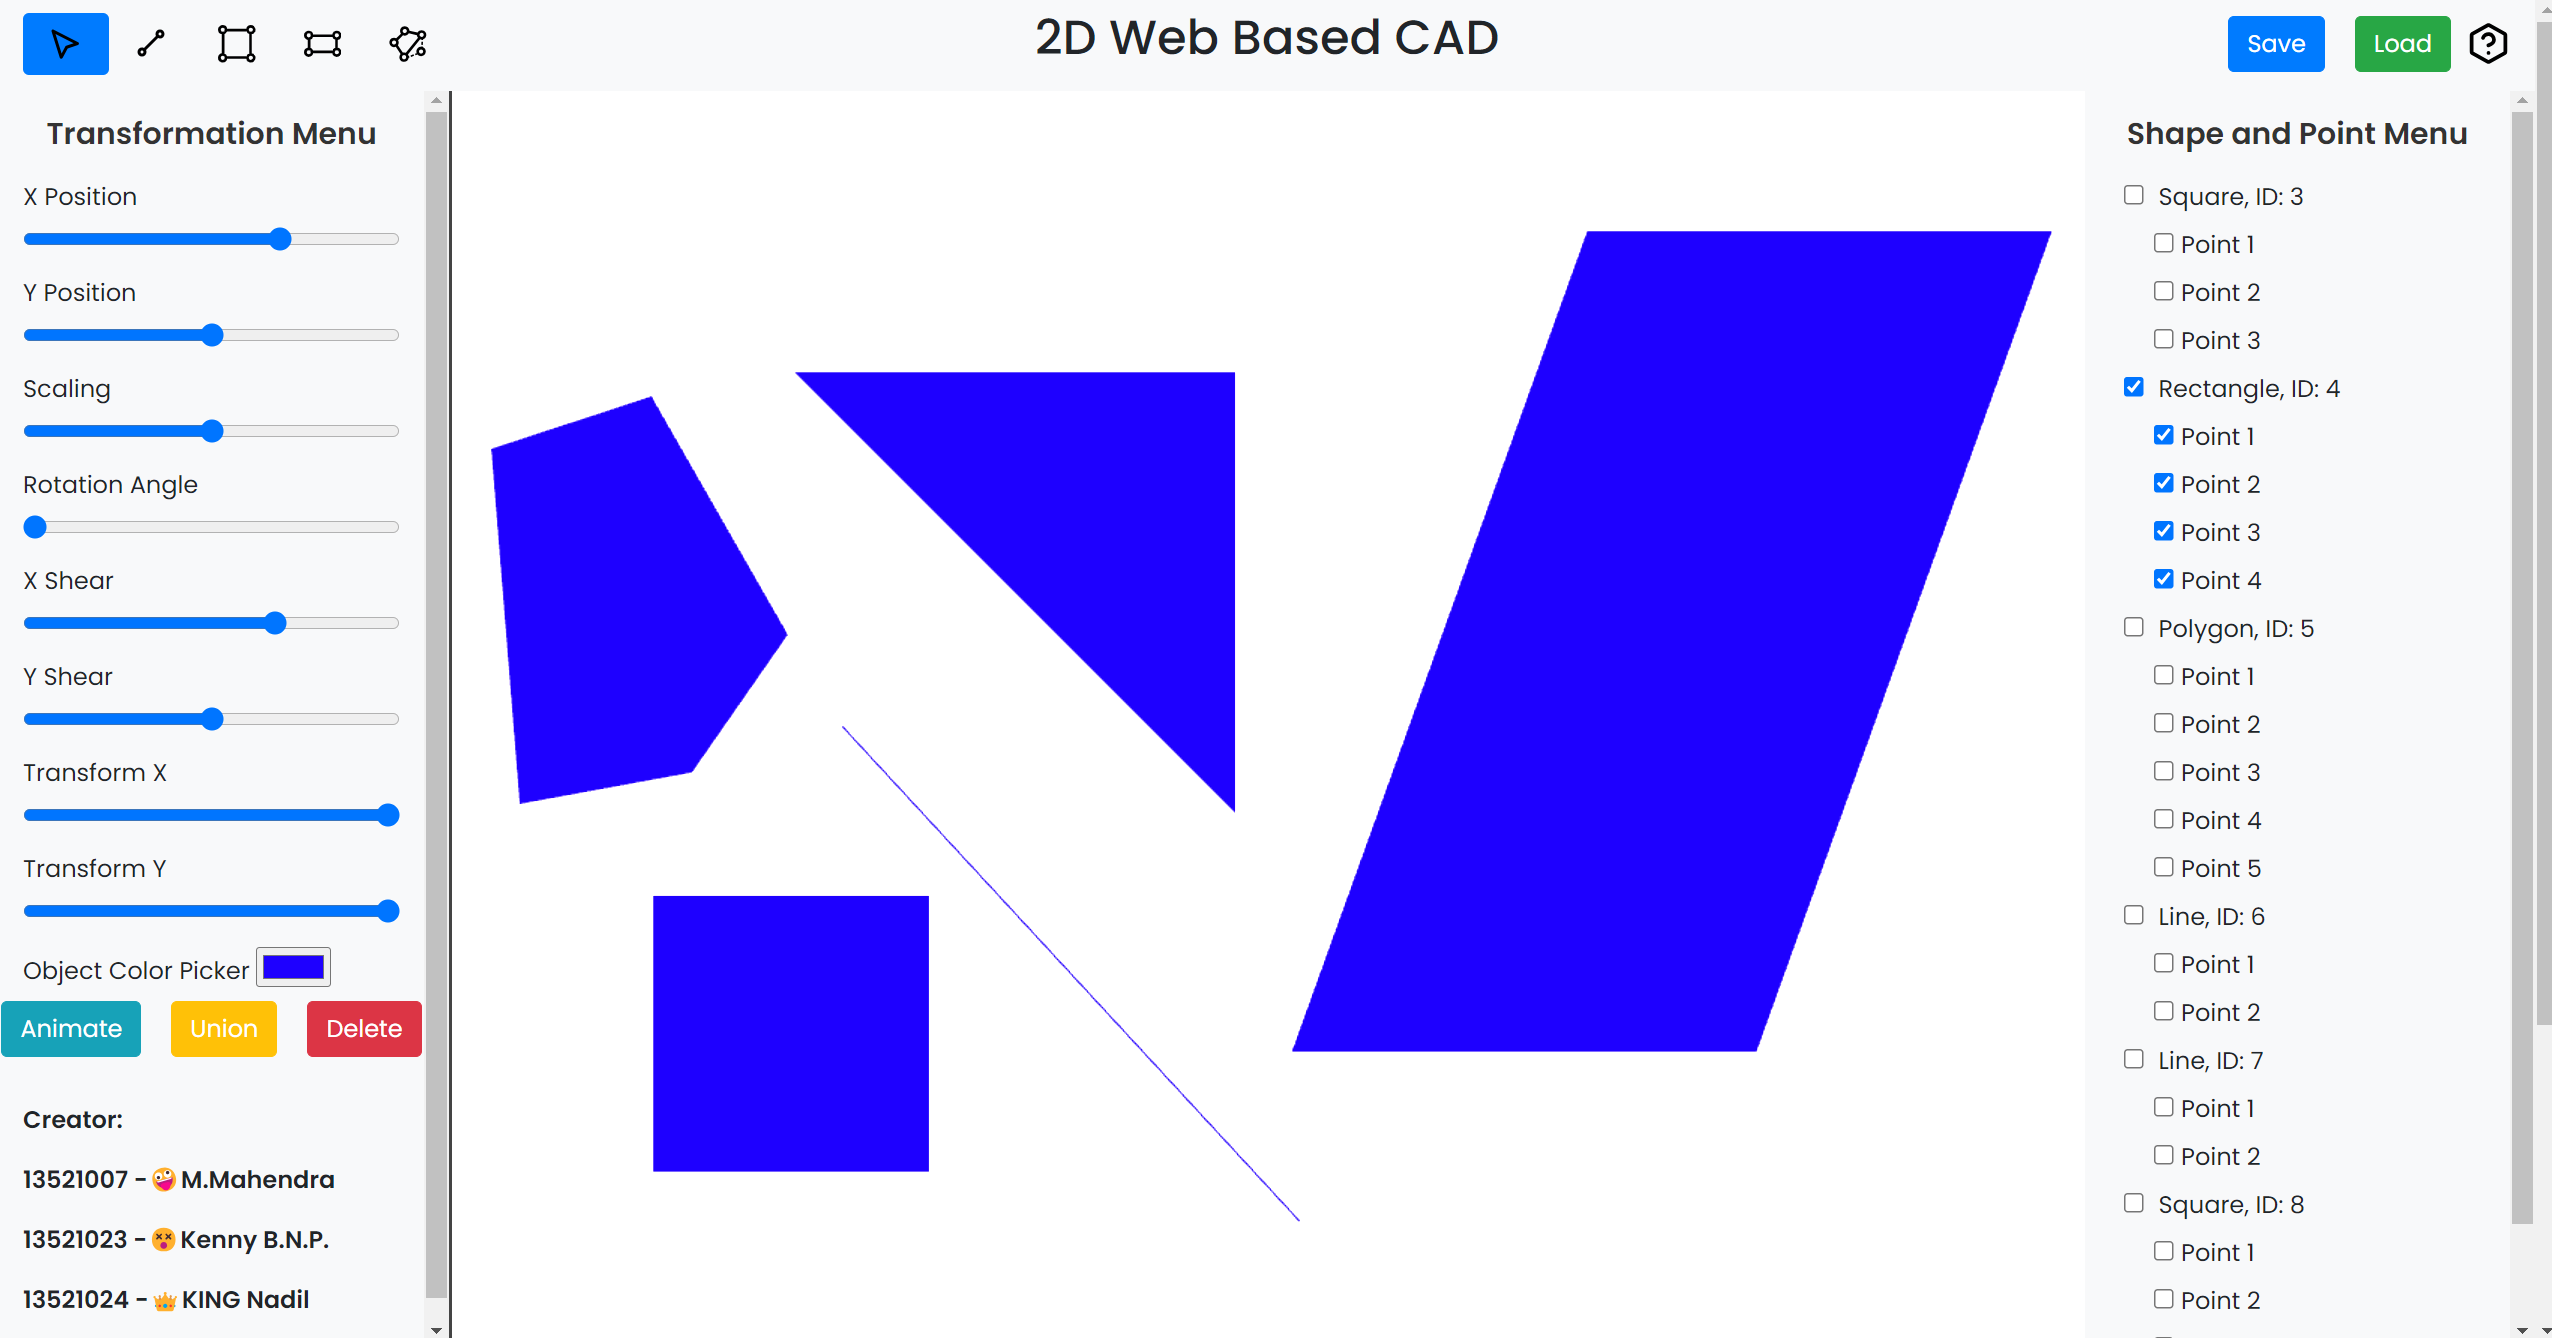 2D Web Based CAD
Save
Load
Transformation Menu
X Position
Y Position
Scaling
Rotation Angle
X Shear
Y Shear
Transform X
Transform Y
Object Color Picker
Animate
Union
Delete
Creator:
13521007 - 🤪 M.Mahendra
13521023 - 😵 Kenny B.N.P.
13521024 - 👑 KING Nadil
Shape and Point Menu
Square, ID: 3
Point 1
Point 2
Point 3
Rectangle, ID: 4
Point 1
Point 2
Point 3
Point 4
Polygon, ID: 5
Point 1
Point 2
Point 3
Point 4
Point 5
Line, ID: 6
Point 1
Point 2
Line, ID: 7
Point 1
Point 2
Square, ID: 8
Point 1
Point 2